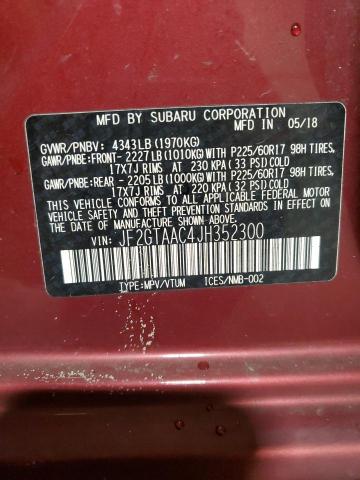 MFD BY SUBARU CORPORATION
MFD IN 05/18
GVWR/PNBV: 4343LB (1970KG)
GAWR/PNBE: FRONT- 2227LB (1010KG) WITH P225/60R17 98H TIRES,
17X7J RIMS AT 230 KPA (33 PSI) COLD
GAWR/PNBE: REAR - 2205LB (1000KG) WITH P225/60R17 98H TIRES,
17X7J RIMS AT 220 KPA (32 PSI) COLD
THIS VEHICLE CONFORMS TO ALL APPLICABLE FEDERAL MOTOR
VEHICLE SAFETY AND BUMPER STANDARDS IN EFFECT ON THE
DATE OF MANUFACTURE SHOWN ABOVE.
VIN: JF2GTAAC4JH352300
TYPE:MPV/VTUM ICES/NMB-002